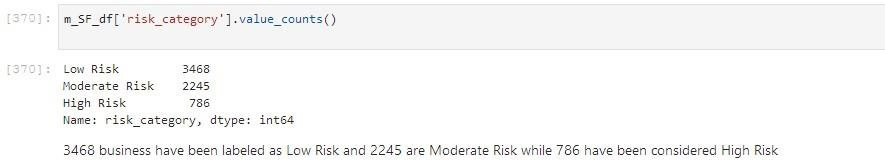 [370]: m_SF_df['risk_category'].value_counts()
[370]: Low Risk 3468
Moderate Risk 2245
High Risk 786
Name: risk_category, dtype: int64
3468 business have been labeled as Low Risk and 2245 are Moderate Risk while 786 have been considered High Risk